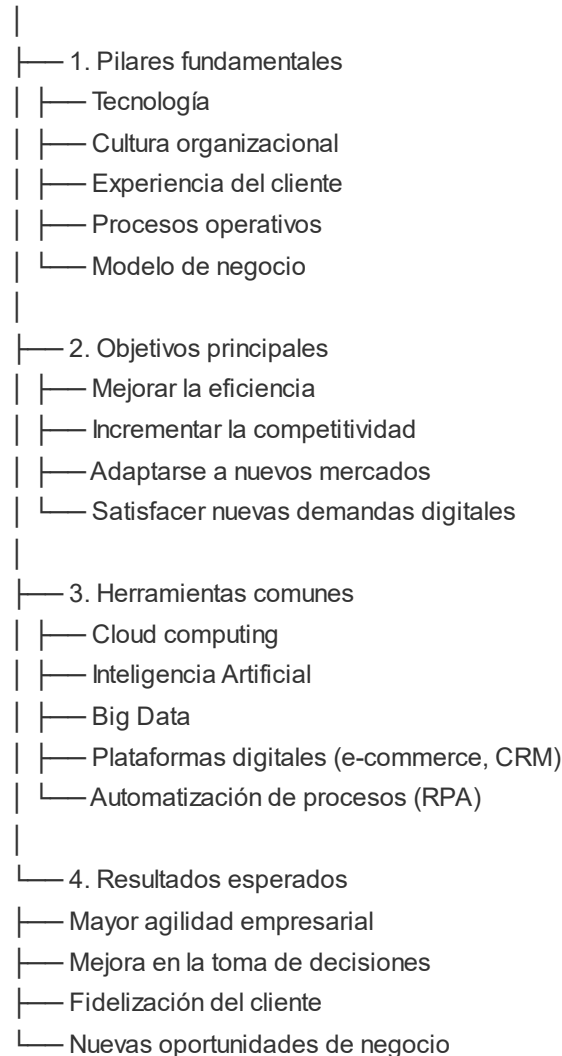 │
├── 1. Pilares fundamentales
│ ├── Tecnología
│ ├── Cultura organizacional
│ ├── Experiencia del cliente
│ ├── Procesos operativos
│ └── Modelo de negocio
│
├── 2. Objetivos principales
│ ├── Mejorar la eficiencia
│ ├── Incrementar la competitividad
│ ├── Adaptarse a nuevos mercados
│ └── Satisfacer nuevas demandas digitales
│
├── 3. Herramientas comunes
│ ├── Cloud computing
│ ├── Inteligencia Artificial
│ ├── Big Data
│ ├── Plataformas digitales (e-commerce, CRM)
│ └── Automatización de procesos (RPA)
│
└── 4. Resultados esperados
├── Mayor agilidad empresarial
├── Mejora en la toma de decisiones
├── Fidelización del cliente
└── Nuevas oportunidades de negocio